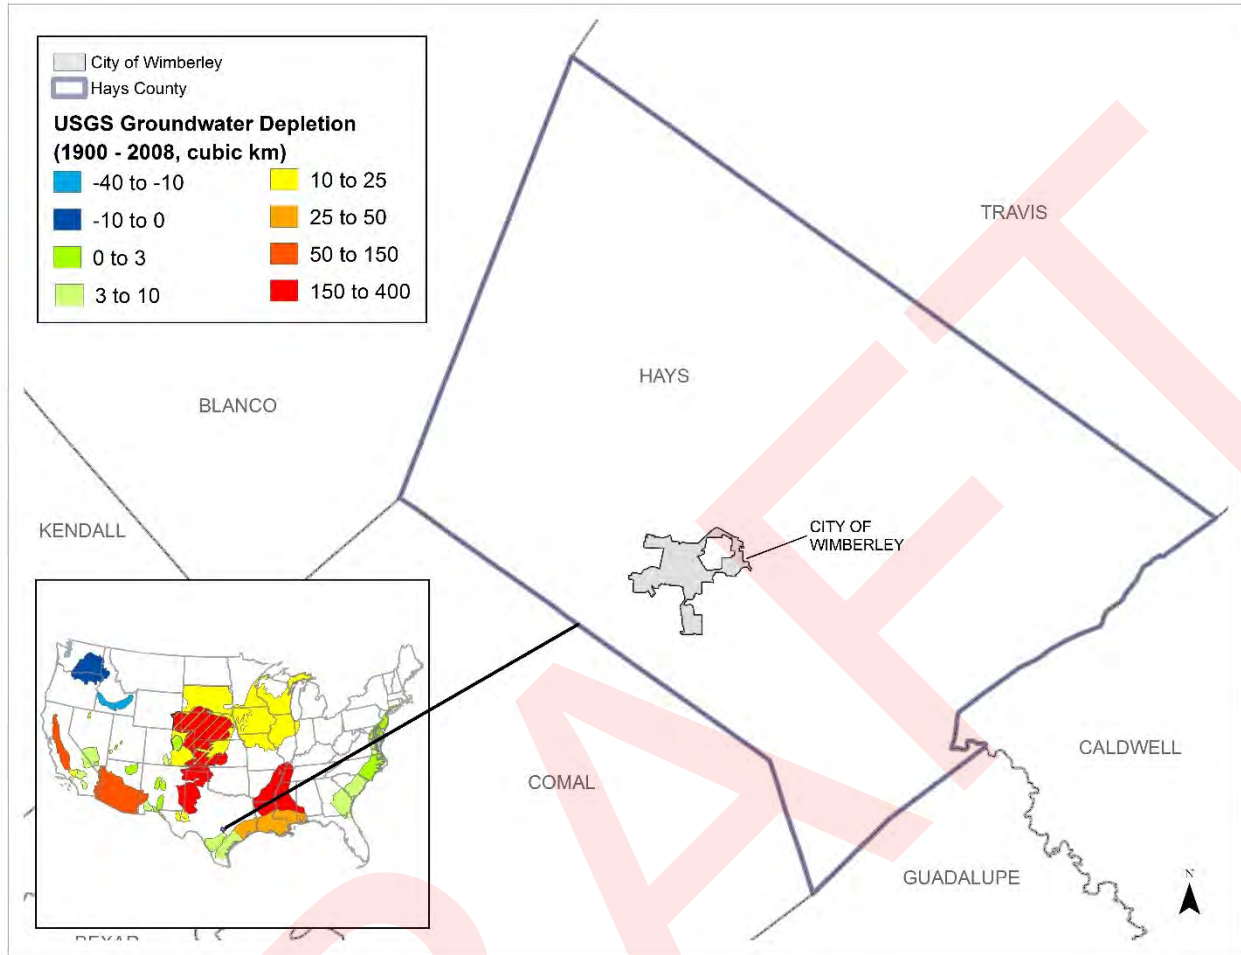 City of Wimberley
Hays County
USGS Groundwater Depletion
(1900 - 2008, cubic km)
-40 to -10
10 to 25
-10 to 0
25 to 50
0 to 3
50 to 150
3 to 10
150 to 400
TRAVIS
HAYS
BLANCO
KENDALL
CITY OF
WIMBERLEY
CALDWELL
COMAL
GUADALUPE
N
BEXAR
DRAFT